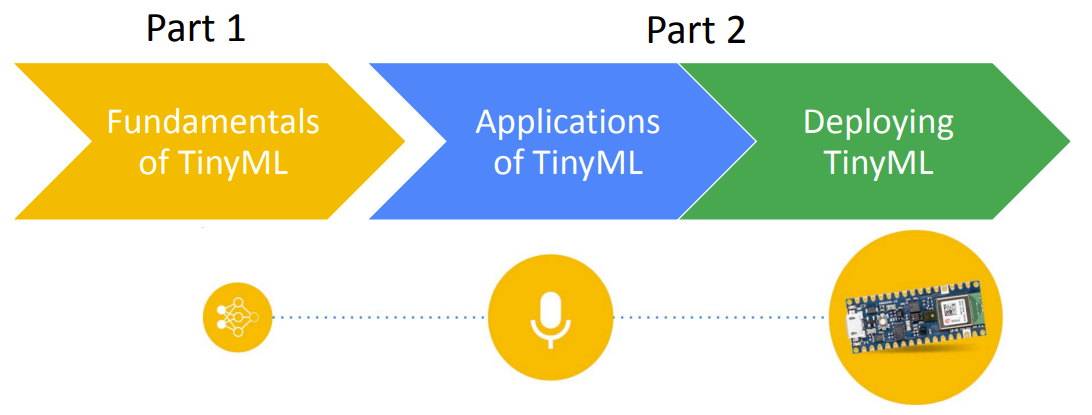 Part 1
Part 2
Fundamentals
of TinyML
Applications
of TinyML
Deploying
TinyML